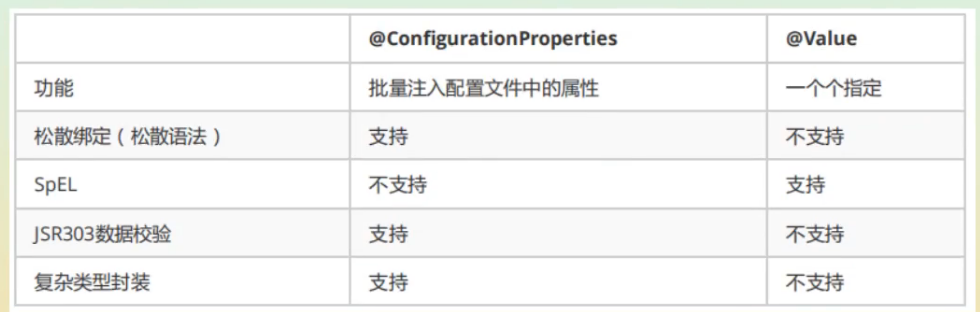 @ConfigurationProperties @Value
功能 批量注入配置文件中的属性 一个个指定
松散绑定（松散语法） 支持 不支持
SpEL 不支持 支持
JSR303数据校验 支持 不支持
复杂类型封装 支持 不支持